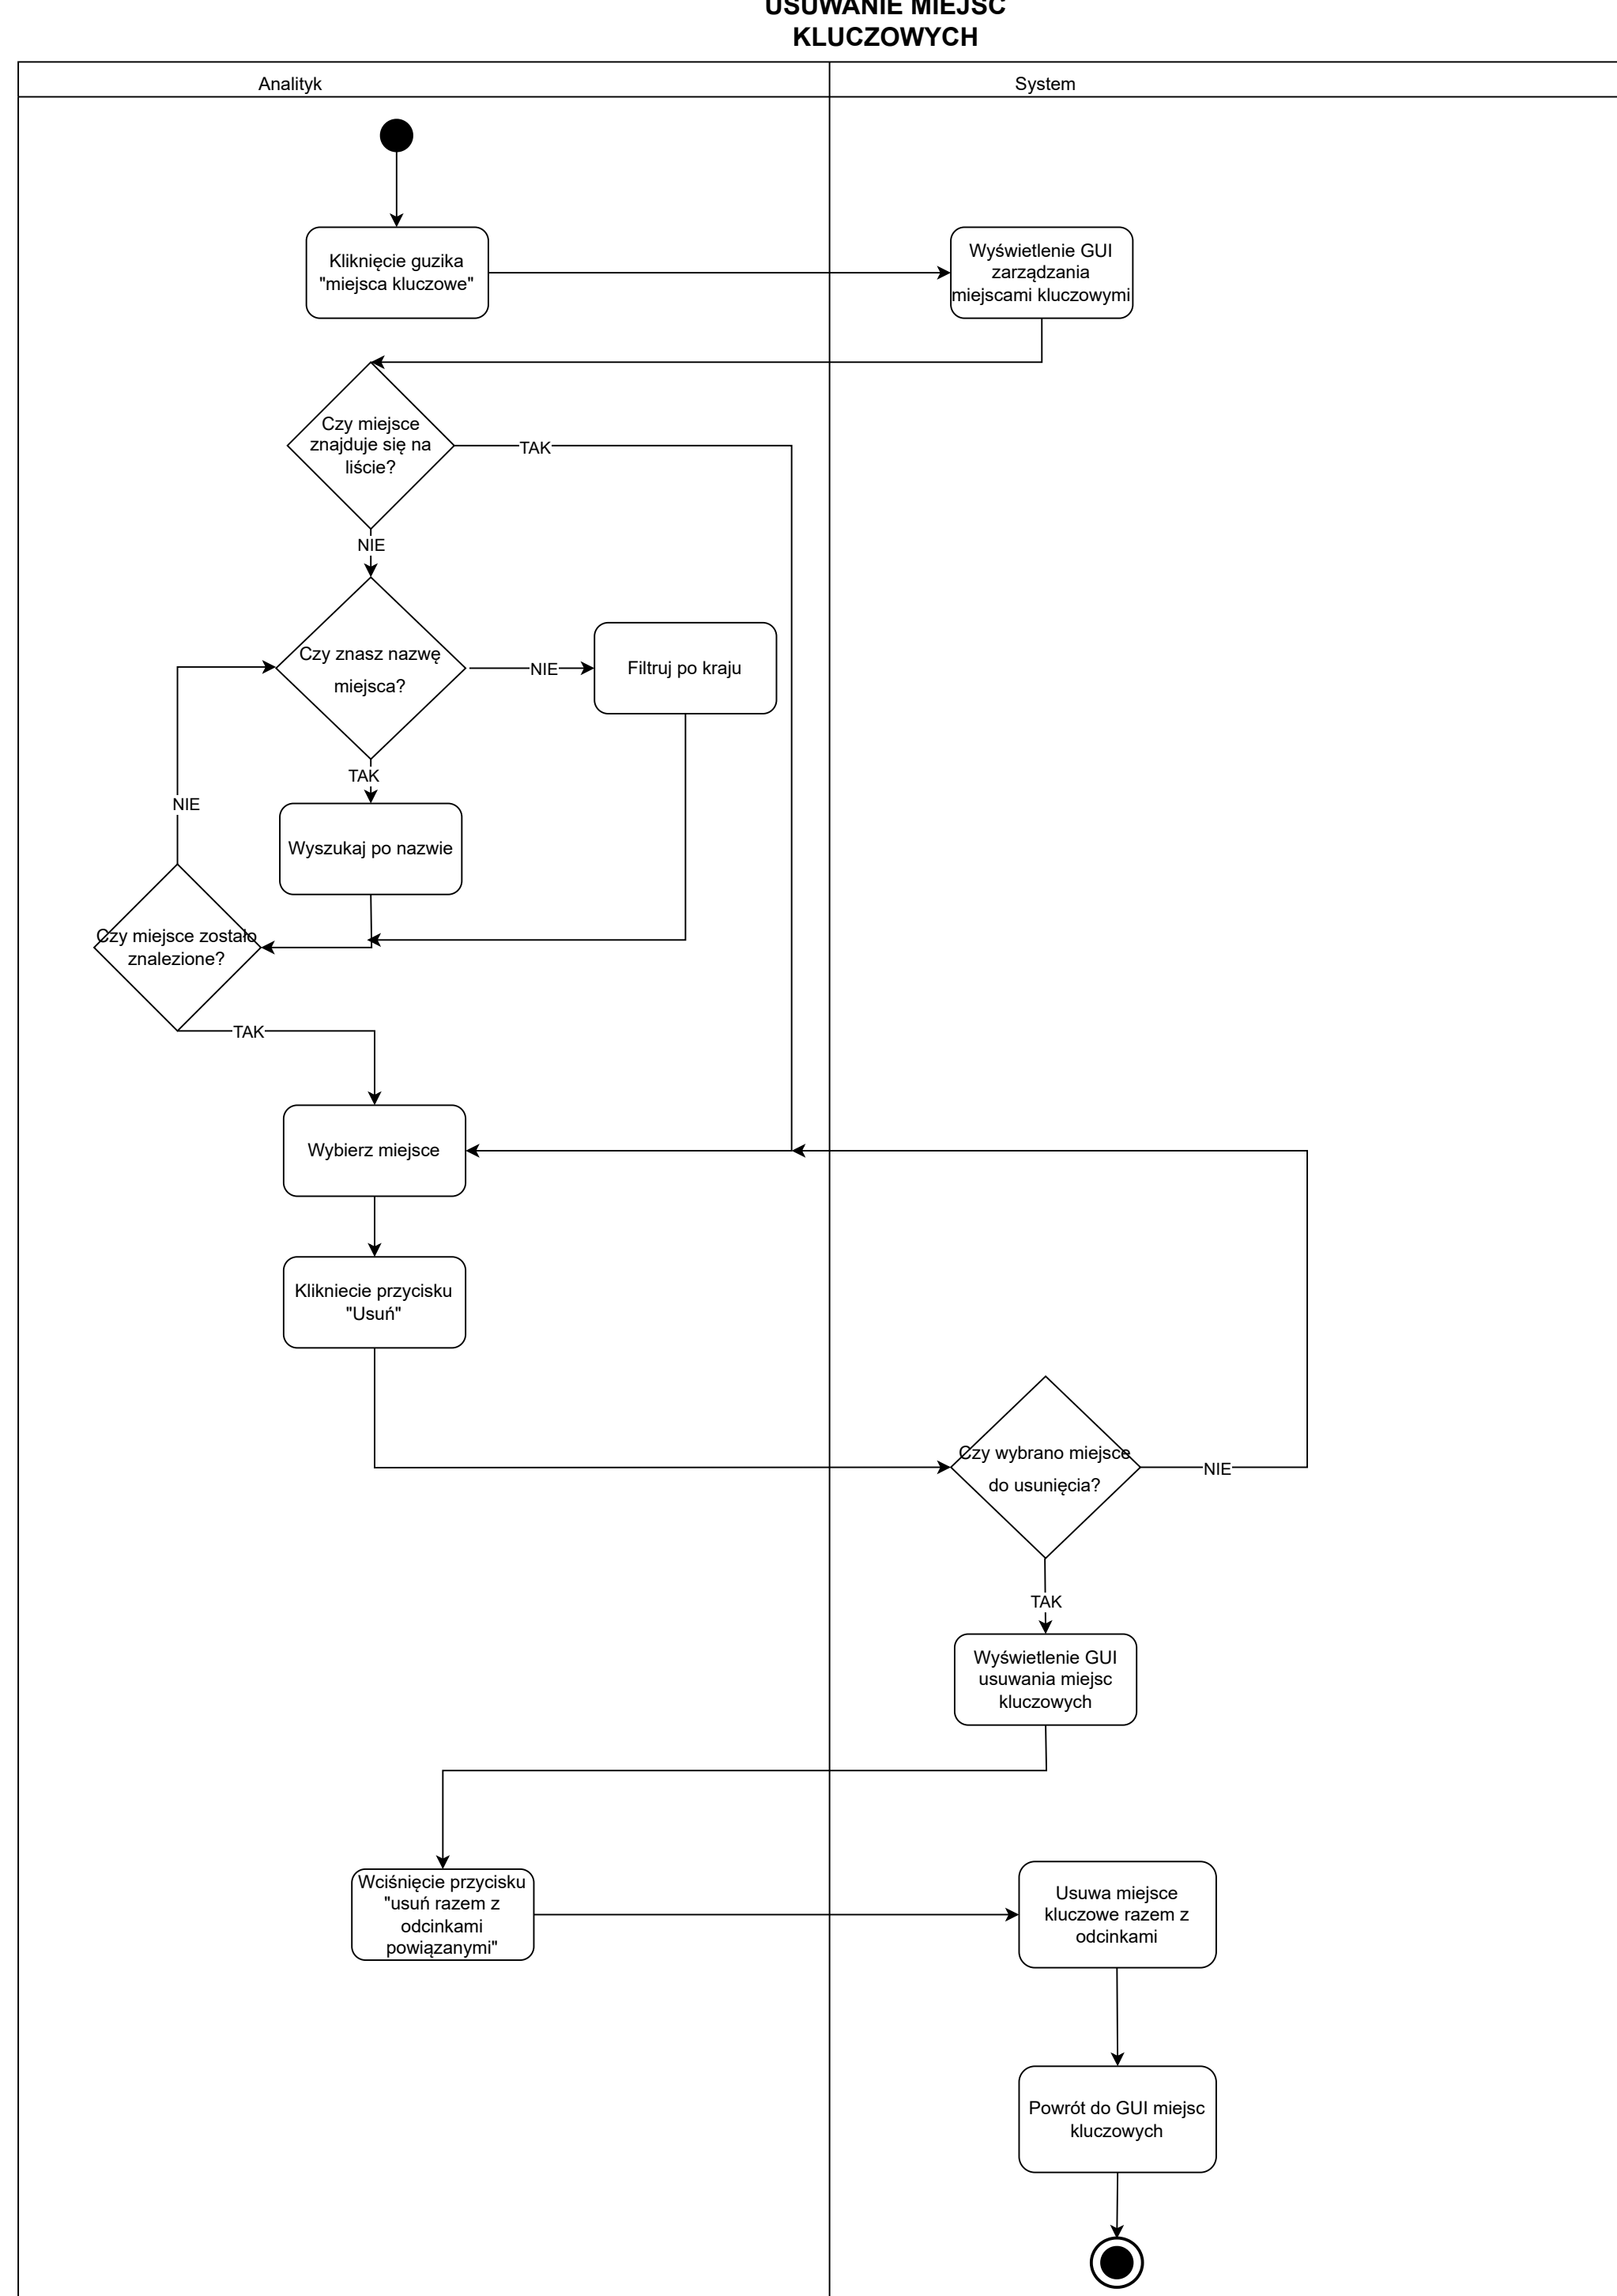 USUWANIE MIEJSC
KLUCZOWYCH
Analityk
System
Kliknięcie guzika
"miejsca kluczowe"
Wyświetlenie GUI
zarządzania
miejscami kluczowymi
Czy miejsce
znajduje się na
liście?
TAK
NIE
Czy znasz nazwę
miejsca?
NIE
Filtruj po kraju
TAK
NIE
Wyszukaj po nazwie
Czy miejsce zostało
znalezione?
TAK
Wybierz miejsce
Klikniecie przycisku
"Usuń"
Czy wybrano miejsce
do usunięcia?
NIE
TAK
Wyświetlenie GUI
usuwania miejsc
kluczowych
Wciśnięcie przycisku
"usuń razem z
odcinkami
powiązanymi"
Usuwa miejsce
kluczowe razem z
odcinkami
Powrót do GUI miejsc
kluczowych